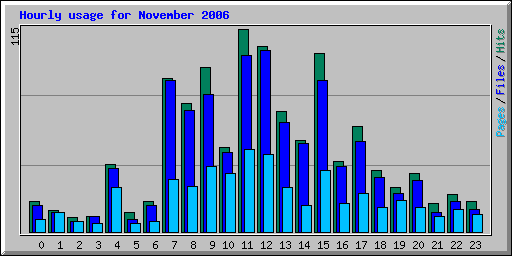 Hourly usage for November 2006
115
Pages / Files / Hits
0 1 2 3 4 5 6 7 8 9 10 11 12 13 14 15 16 17 18 19 20 21 22 23